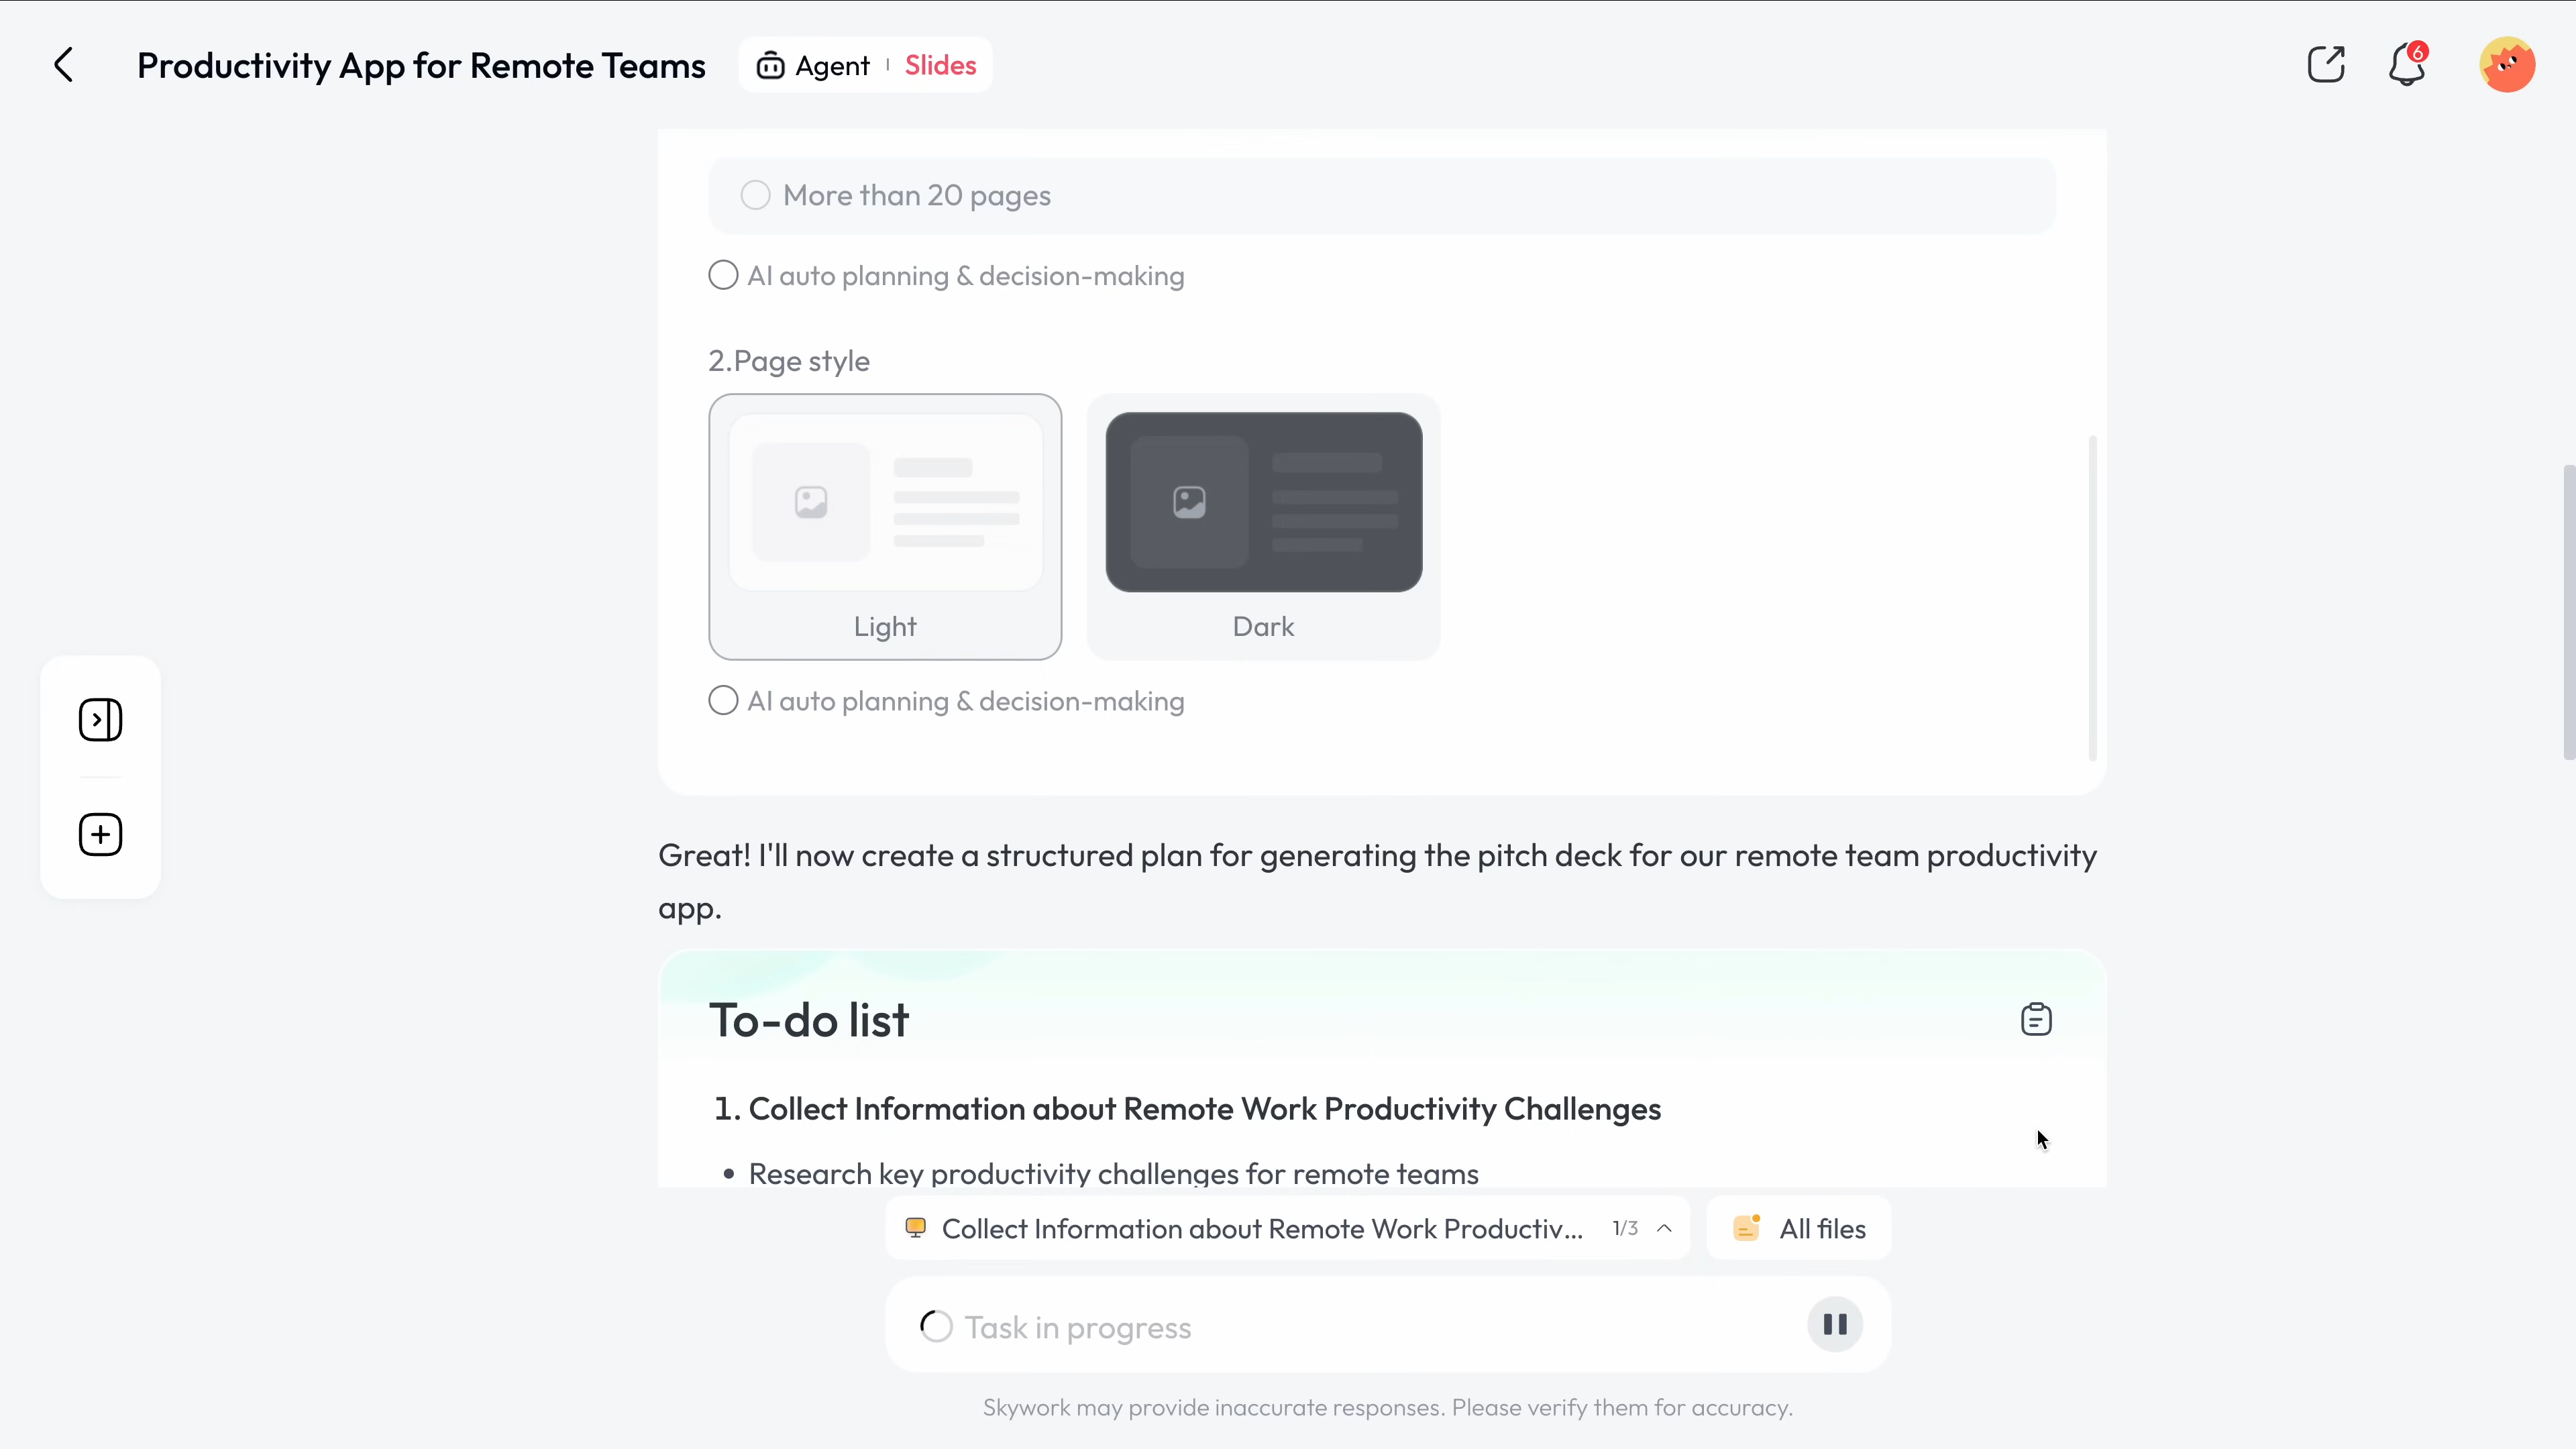 Productivity App for Remote Teams
Agent
Slides
6
More than 20 pages
AI auto planning & decision-making
2.Page style
Light
Dark
AI auto planning & decision-making
Great! I'll now create a structured plan for generating the pitch deck for our remote team productivity
app.
To-do list
1. Collect Information about Remote Work Productivity Challenges
• Research key productivity challenges for remote teams
Collect Information about Remote Work Productiv...
1/3
All files
Task in progress
Skywork may provide inaccurate responses. Please verify them for accuracy.